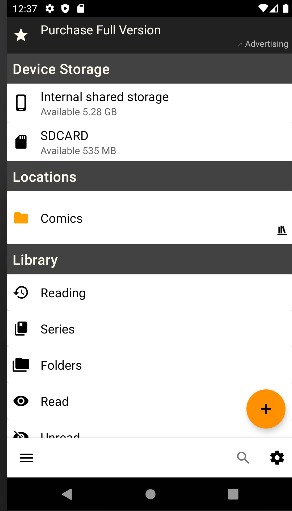 12:37
Purchase Full Version
Advertising
Device Storage
Internal shared storage
Available 5.28 GB
SDCARD
Available 535 MB
Locations
Comics
Library
Reading
Series
Folders
Read
Unread